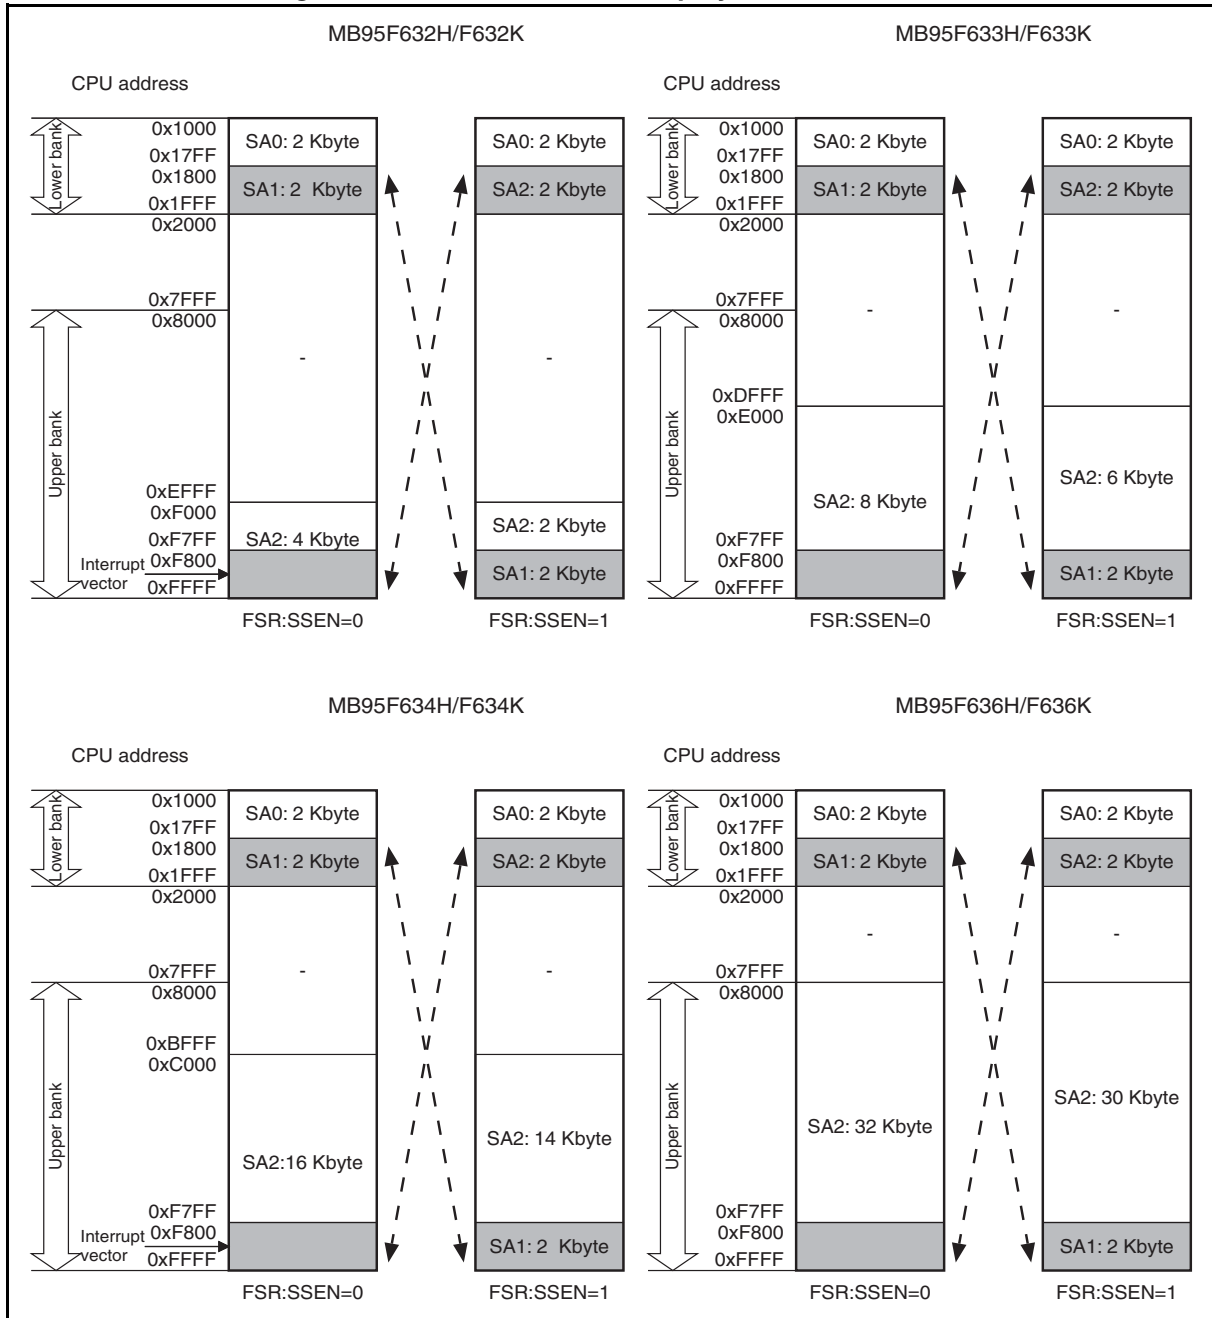 MB95F632H/F632K
CPU address
Lower bank
0x1000
0x17FF
0x1800
0x1FFF
0x2000
0x7FFF
0x8000
Upper bank
0xEFFF
0xF000
0xF7FF
Interrupt vector
0xF800
0xFFFF
SA0: 2 Kbyte
SA1: 2 Kbyte
-
SA2: 4 Kbyte
FSR:SSEN=0
SA0: 2 Kbyte
SA2: 2 Kbyte
-
SA2: 2 Kbyte
SA1: 2 Kbyte
FSR:SSEN=1
MB95F633H/F633K
CPU address
Lower bank
0x1000
0x17FF
0x1800
0x1FFF
0x2000
0x7FFF
0x8000
Upper bank
0xDFFF
0xE000
0xF7FF
0xF800
0xFFFF
SA0: 2 Kbyte
SA1: 2 Kbyte
-
SA2: 8 Kbyte
FSR:SSEN=0
SA0: 2 Kbyte
SA2: 2 Kbyte
-
SA2: 6 Kbyte
SA1: 2 Kbyte
FSR:SSEN=1
MB95F634H/F634K
CPU address
Lower bank
0x1000
0x17FF
0x1800
0x1FFF
0x2000
0x7FFF
0x8000
Upper bank
0xBFFF
0xC000
0xF7FF
Interrupt vector
0xF800
0xFFFF
SA0: 2 Kbyte
SA1: 2 Kbyte
-
SA2:16 Kbyte
FSR:SSEN=0
SA0: 2 Kbyte
SA2: 2 Kbyte
-
SA2: 14 Kbyte
SA1: 2 Kbyte
FSR:SSEN=1
MB95F636H/F636K
CPU address
Lower bank
0x1000
0x17FF
0x1800
0x1FFF
0x2000
0x7FFF
0x8000
Upper bank
0xF7FF
0xF800
0xFFFF
SA0: 2 Kbyte
SA1: 2 Kbyte
-
SA2: 32 Kbyte
FSR:SSEN=0
SA0: 2 Kbyte
SA2: 2 Kbyte
-
SA2: 30 Kbyte
SA1: 2 Kbyte
FSR:SSEN=1